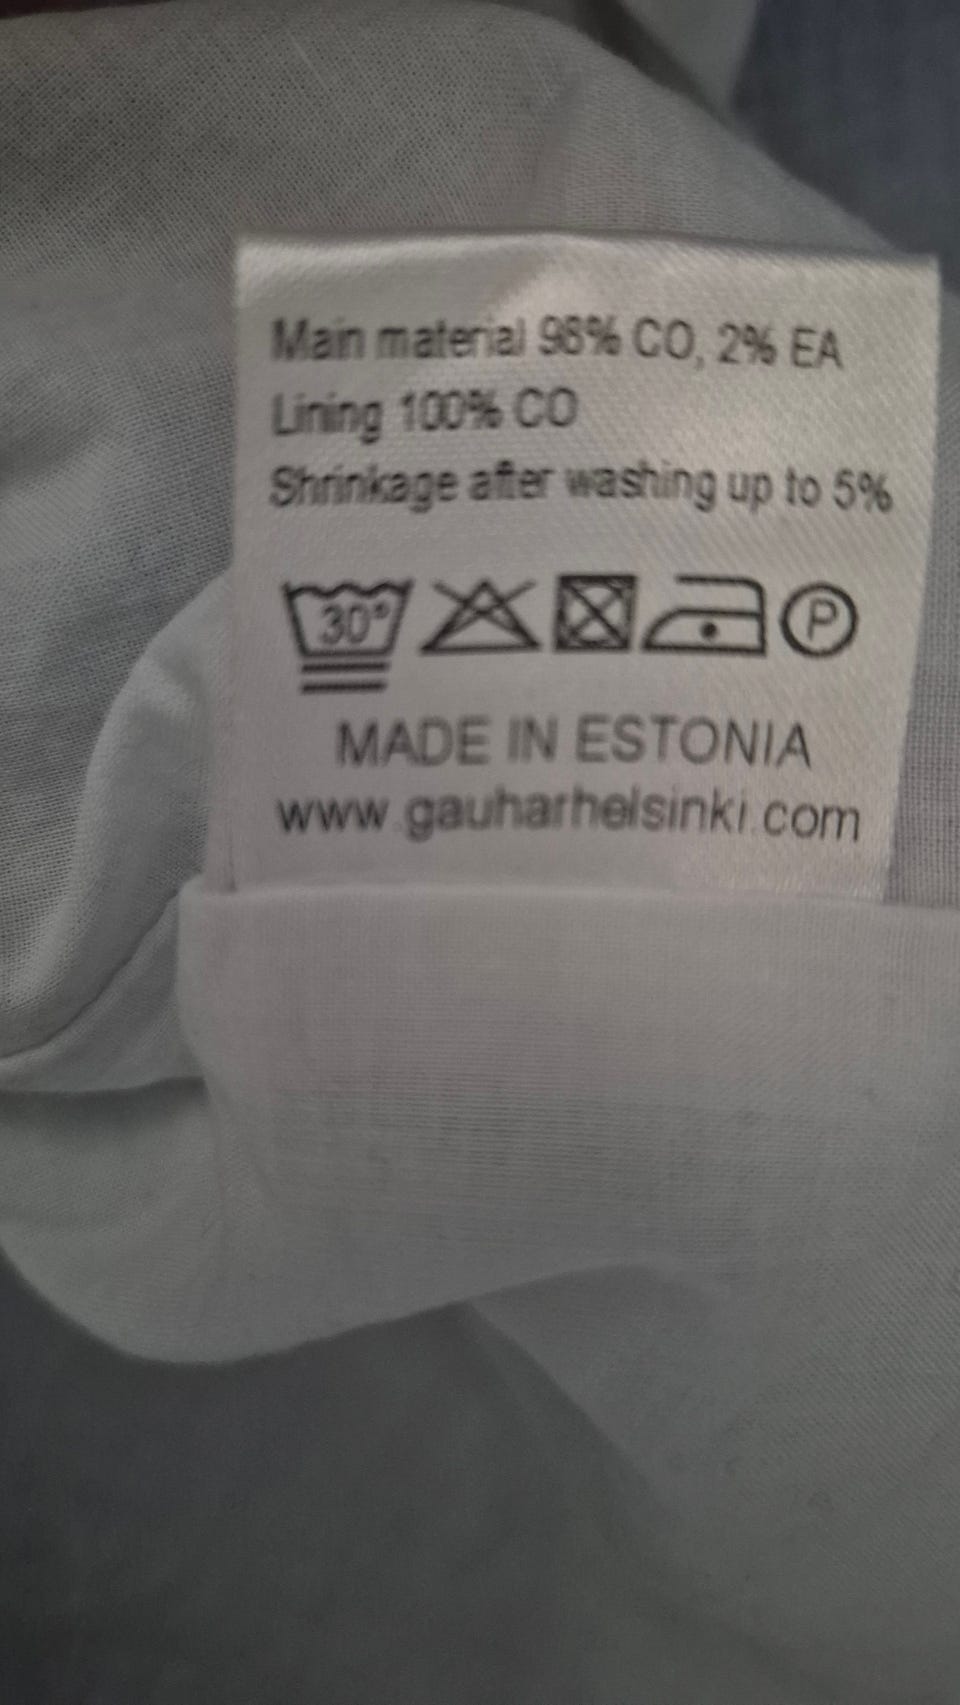 Main material 98% CO, 2% EA
Lining 100% CO
Shrinkage after washing up to 5%
30° P
MADE IN ESTONIA
www.gauharhelsinki.com